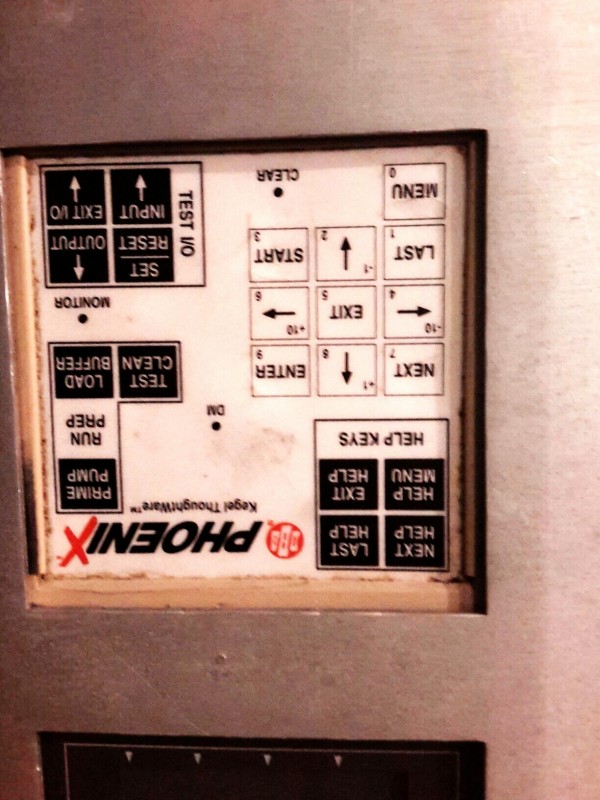 NEXT
HELP
LAST
HELP
DBA
PHOENIX
Kegel ThoughtWare™
HELP
MENU
EXIT
HELP
HELP KEYS
PRIME
PUMP
RUN
PREP
DM
TEST
CLEAN
LOAD
BUFFER
NEXT
7
+1
8
ENTER
9
-10
4
EXIT
5
+10
6
LAST
1
-1
2
START
3
MENU
0
CLEAR
MONITOR
TEST I/O
SET
RESET
OUTPUT
INPUT
EXIT I/O